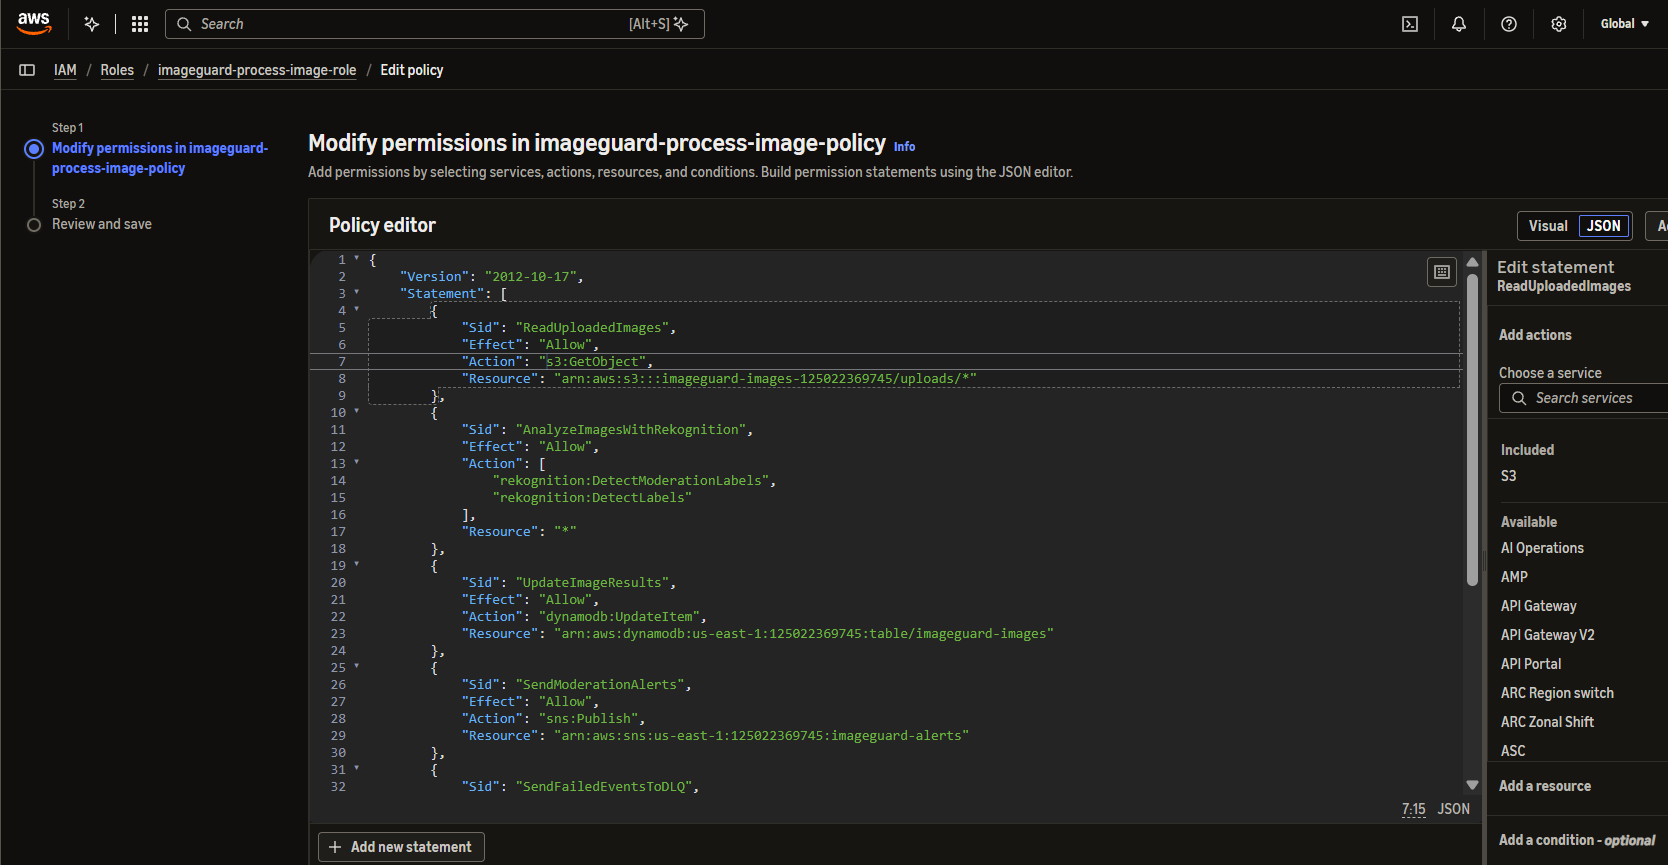 aws
Search
[Alt+S]
Global
IAM / Roles / imageguard-process-image-role / Edit policy
Step 1
Modify permissions in imageguard-
process-image-policy
Step 2
Review and save
Modify permissions in imageguard-process-image-policy Info
Add permissions by selecting services, actions, resources, and conditions. Build permission statements using the JSON editor.
Policy editor
Visual JSON
1 {
2 "Version": "2012-10-17",
3 "Statement": [
4 {
5 "Sid": "ReadUploadedImages",
6 "Effect": "Allow",
7 "Action": "s3:GetObject",
8 "Resource": "arn:aws:s3:::imageguard-images-125022369745/uploads/*"
9 },
10 {
11 "Sid": "AnalyzeImagesWithRekognition",
12 "Effect": "Allow",
13 "Action": [
14 "rekognition:DetectModerationLabels",
15 "rekognition:DetectLabels"
16 ],
17 "Resource": "*"
18 },
19 {
20 "Sid": "UpdateImageResults",
21 "Effect": "Allow",
22 "Action": "dynamodb:UpdateItem",
23 "Resource": "arn:aws:dynamodb:us-east-1:125022369745:table/imageguard-images"
24 },
25 {
26 "Sid": "SendModerationAlerts",
27 "Effect": "Allow",
28 "Action": "sns:Publish",
29 "Resource": "arn:aws:sns:us-east-1:125022369745:imageguard-alerts"
30 },
31 {
32 "Sid": "SendFailedEventsToDLQ",
7:15 JSON
+ Add new statement
Edit statement
ReadUploadedImages
Add actions
Choose a service
Search services
Included
S3
Available
AI Operations
AMP
API Gateway
API Gateway V2
API Portal
ARC Region switch
ARC Zonal Shift
ASC
Add a resource
Add a condition - optional